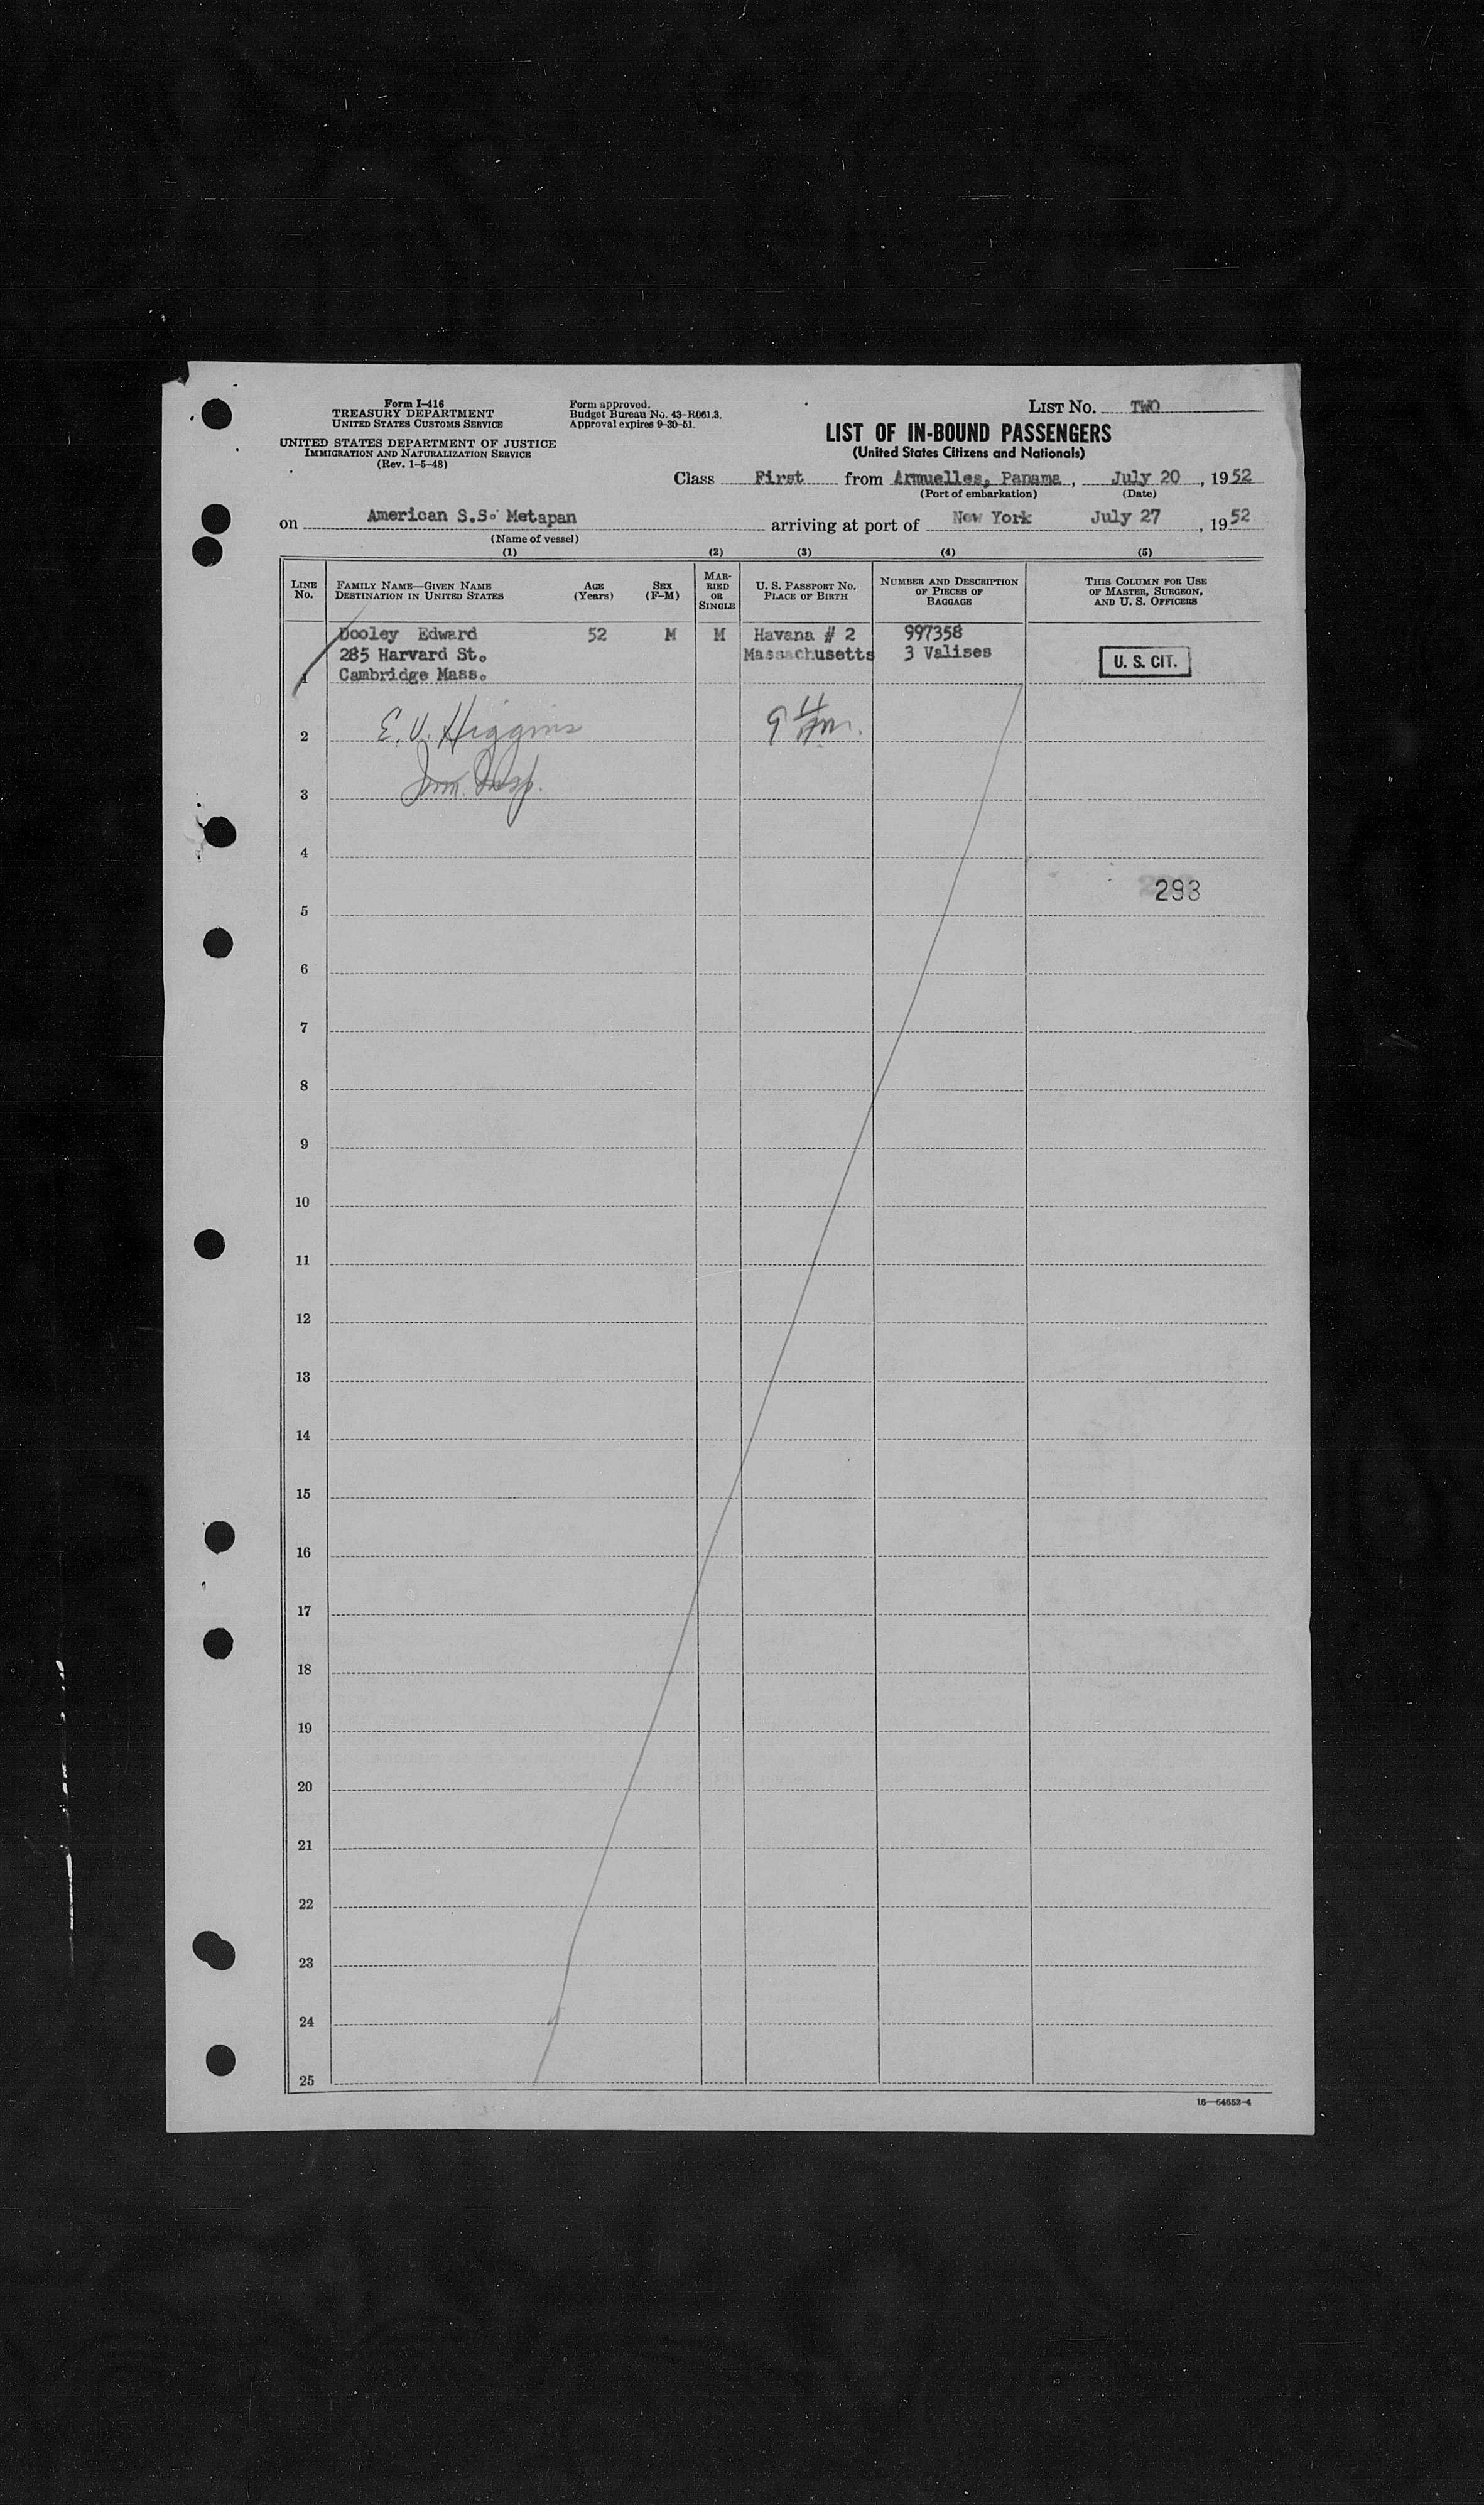 Form I-416
TREASURY DEPARTMENT
UNITED STATES CUSTOMS SERVICE
UNITED STATES DEPARTMENT OF JUSTICE
IMMIGRATION AND NATURALIZATION SERVICE
(Rev. 1-5-48)
Form approved.
Budget Bureau No. 43-R061.3.
Approval expires 9-30-51.
LIST NO. TWO
LIST OF IN-BOUND PASSENGERS
(United States Citizens and Nationals)
Class First from Armuelles, Panama, July 20, 1952
(Port of embarkation) (Date)
on American S.S. Metapan arriving at port of New York July 27, 1952
(Name of vessel)
(1) (2) (3) (4) (5)
LINE NO.
FAMILY NAME—GIVEN NAME
DESTINATION IN UNITED STATES
AGE (Years)
SEX (F-M)
MARRIED OR SINGLE
U. S. PASSPORT NO.
PLACE OF BIRTH
NUMBER AND DESCRIPTION OF PIECES OF BAGGAGE
THIS COLUMN FOR USE OF MASTER, SURGEON, AND U. S. OFFICERS
Dooley Edward 52 M M Havana # 2 997358
285 Harvard St. Massachusetts 3 Valises U. S. CIT.
1 Cambridge Mass.
2 E. V. Higgins
3 Imm. Insp.
4
293
5
6
7
8
9
10
11
12
13
14
15
16
17
18
19
20
21
22
23
24
25
16—54652-4